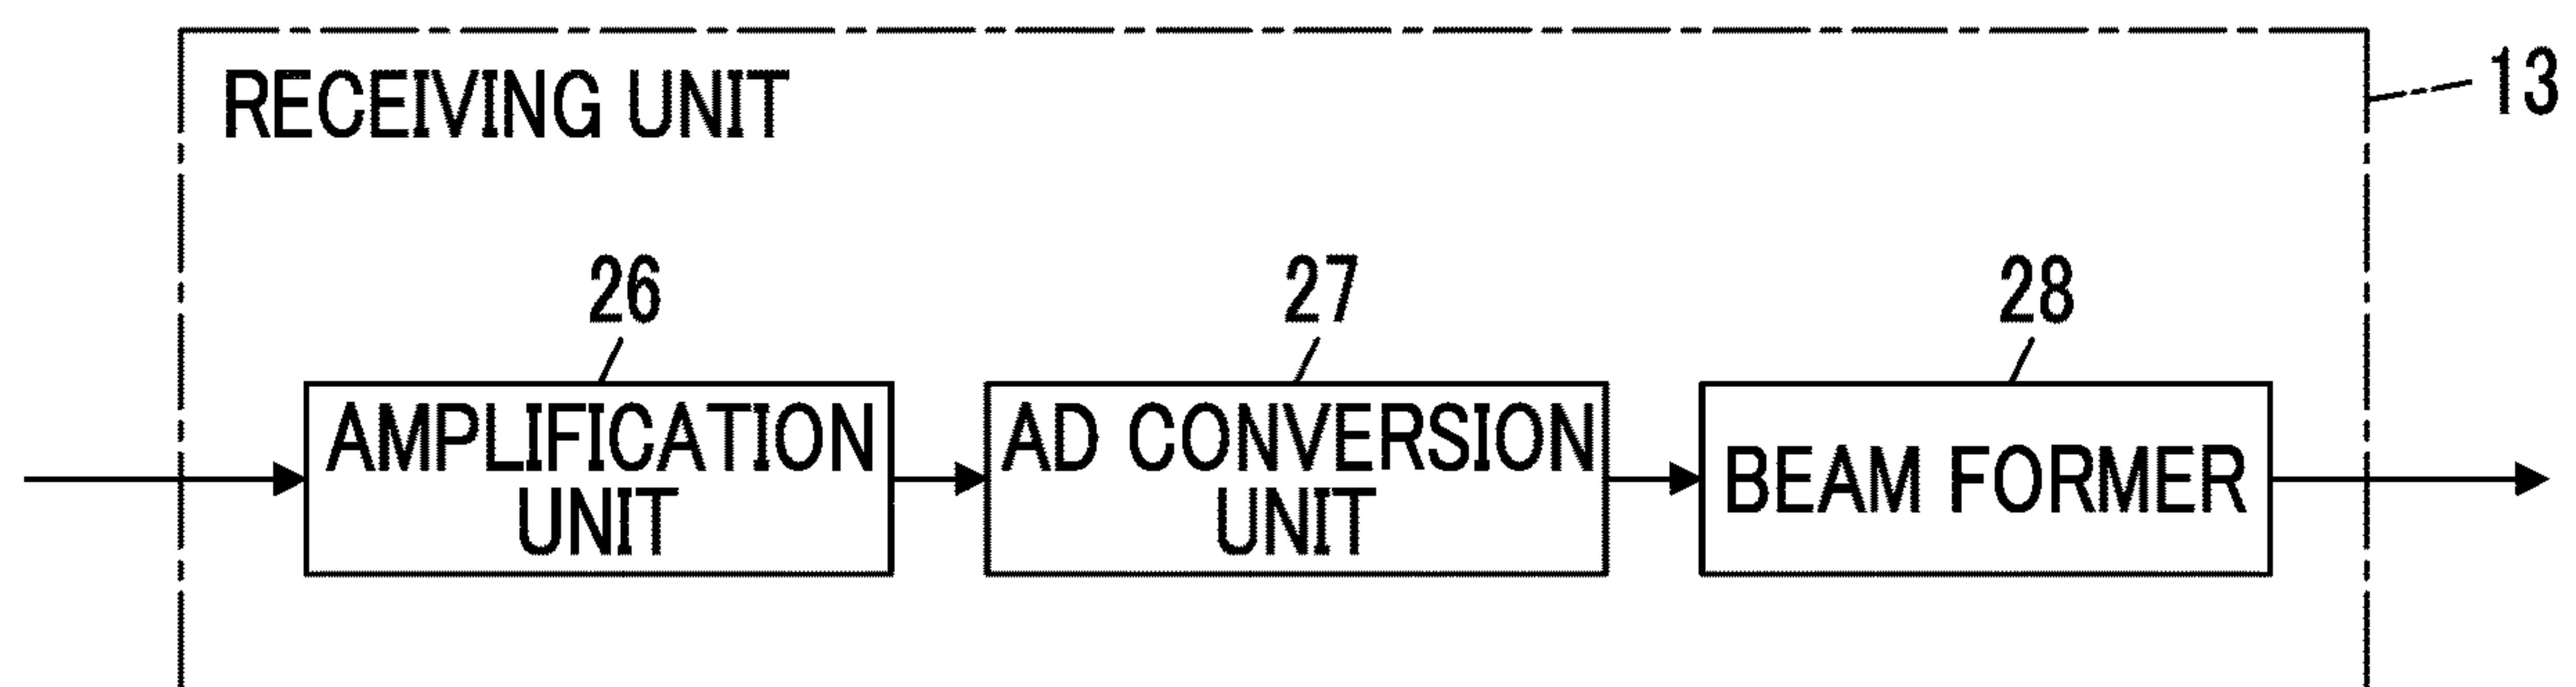 RECEIVING UNIT
13
26
27
28
AMPLIFICATION
UNIT
AD CONVERSION
UNIT
BEAM FORMER